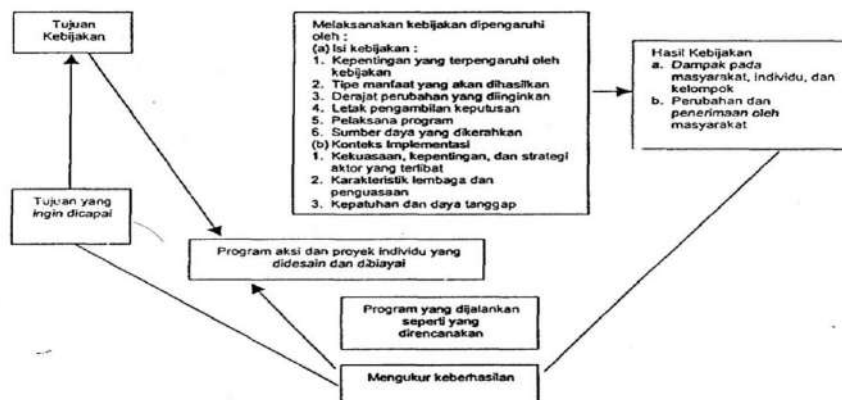 Tujuan
Kebijakan
Melaksanakan kebijakan dipengaruhi
oleh :
(a) Isi kebijakan :
1. Kepentingan yang terpengaruhi oleh
kebijakan
2. Tipe manfaat yang akan dihasilkan
3. Derajat perubahan yang diinginkan
4. Letak pengambilan keputusan
5. Pelaksana program
6. Sumber daya yang dikerahkan
(b) Konteks Implementasi
1. Kekuasaan, kepentingan, dan strategi
aktor yang terlibat
2. Karakteristik lembaga dan
penguasaan
3. Kepatuhan dan daya tanggap
Hasil Kebijakan
a. Dampak pada
masyarakat, individu, dan
kelompok
b. Perubahan dan
penerimaan oleh
masyarakat
Tujuan yang
ingin dicapai
Program aksi dan proyek individu yang
didesain dan dibiayai
Program yang dijalankan
seperti yang
direncanakan
Mengukur keberhasilan